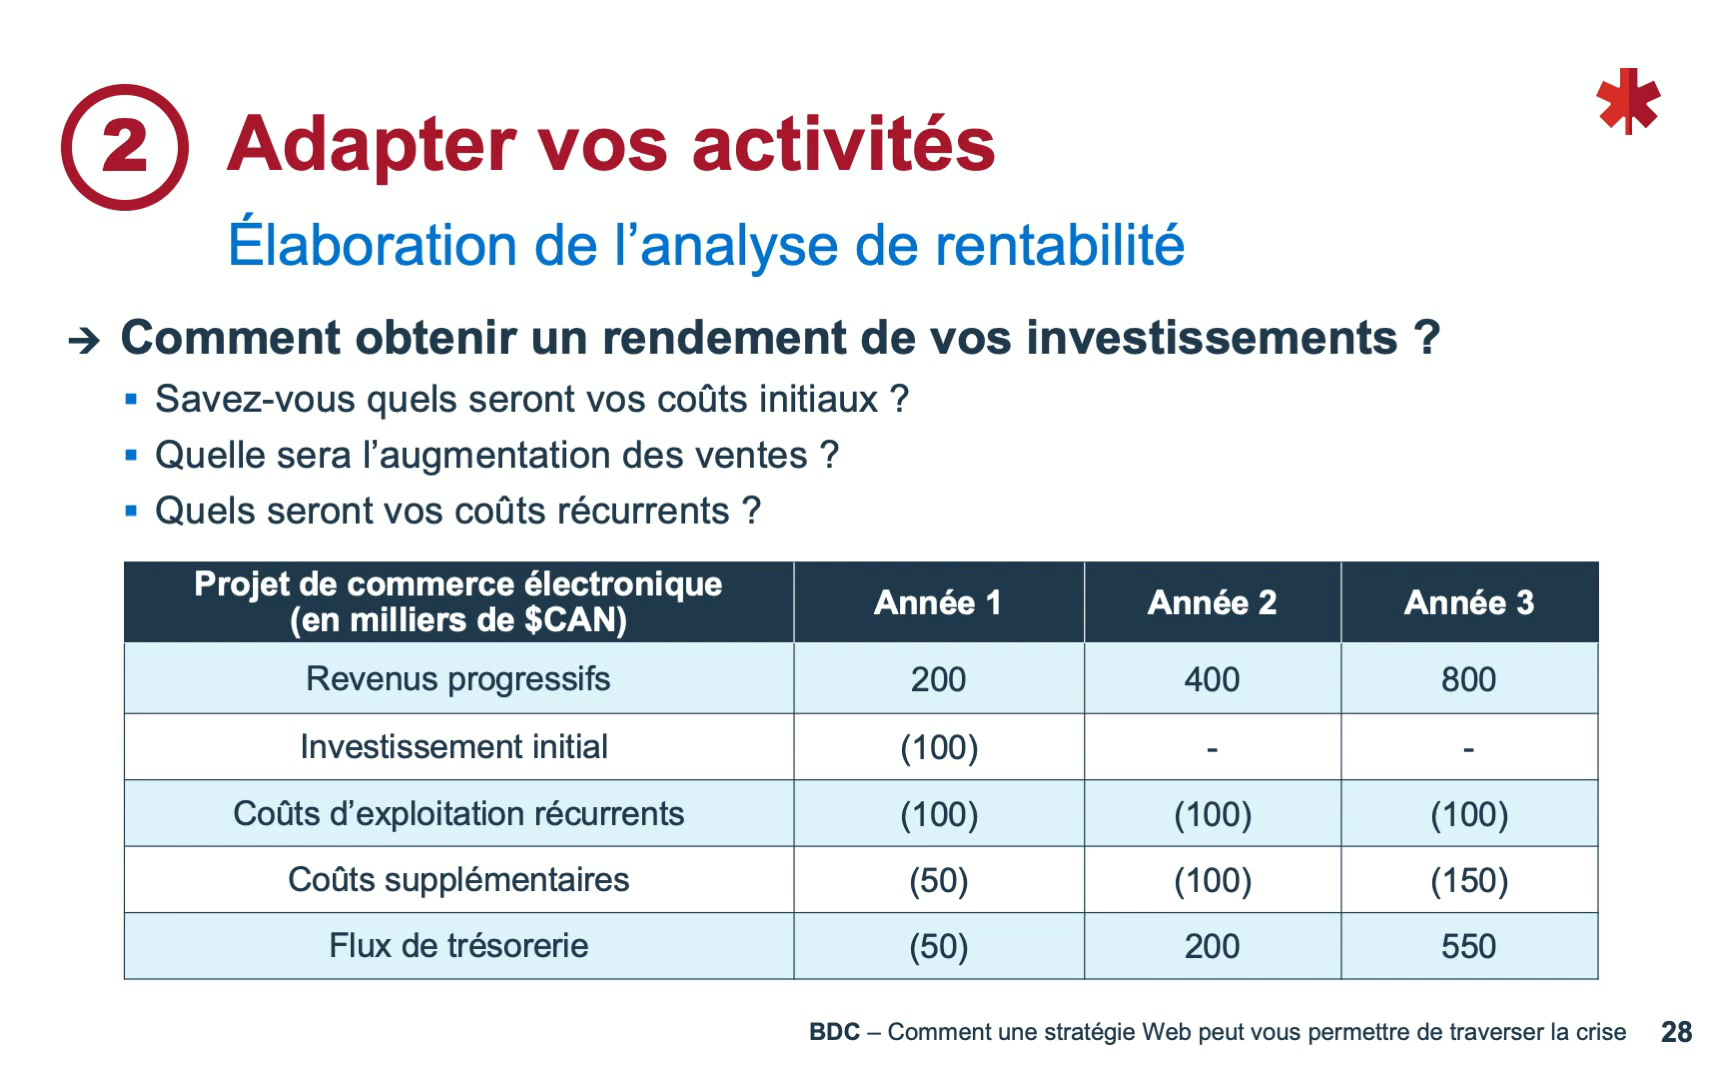 2
Adapter vos activités
Élaboration de l’analyse de rentabilité
→ Comment obtenir un rendement de vos investissements ?
▪ Savez-vous quels seront vos coûts initiaux ?
▪ Quelle sera l’augmentation des ventes ?
▪ Quels seront vos coûts récurrents ?
Projet de commerce électronique
(en milliers de $CAN) Année 1 Année 2 Année 3
Revenus progressifs 200 400 800
Investissement initial (100) - -
Coûts d’exploitation récurrents (100) (100) (100)
Coûts supplémentaires (50) (100) (150)
Flux de trésorerie (50) 200 550
BDC – Comment une stratégie Web peut vous permettre de traverser la crise 28